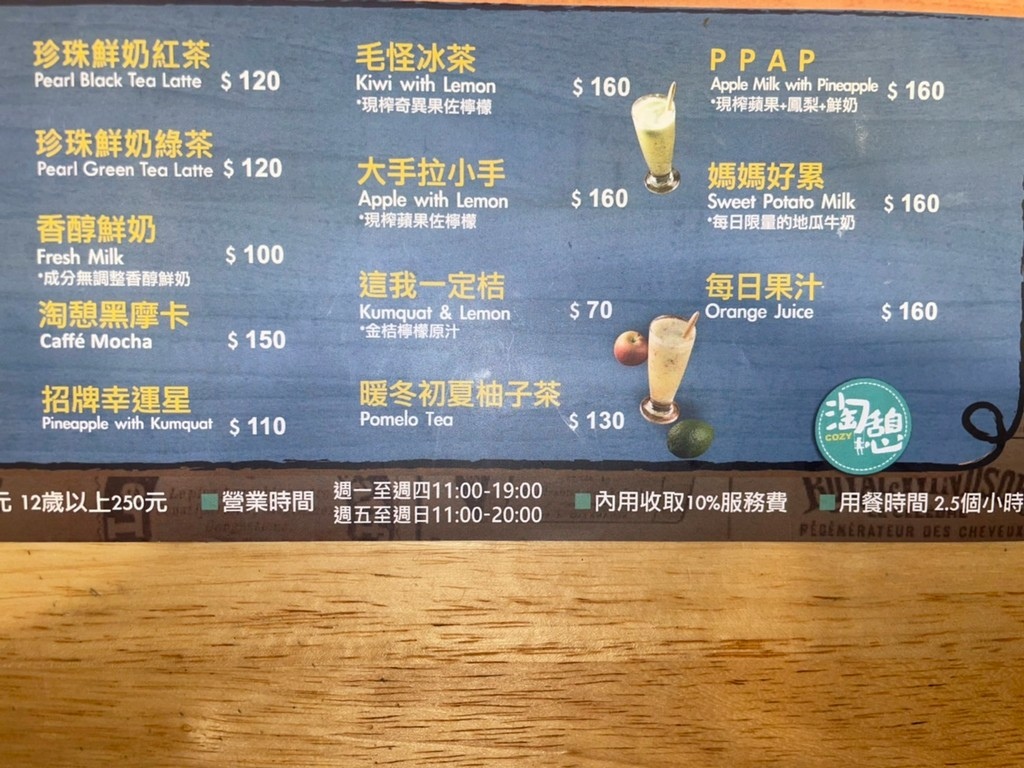 珍珠鮮奶紅茶
Pearl Black Tea Latte $ 120
珍珠鮮奶綠茶
Pearl Green Tea Latte $ 120
香醇鮮奶
Fresh Milk $ 100
*成分無調整香醇鮮奶
淘憩黑摩卡
Caffé Mocha $ 150
招牌幸運星
Pineapple with Kumquat $ 110
毛怪冰茶
Kiwi with Lemon $ 160
*現榨奇異果佐檸檬
大手拉小手
Apple with Lemon $ 160
*現榨蘋果佐檸檬
這我一定桔
Kumquat & Lemon $ 70
*金桔檸檬原汁
暖冬初夏柚子茶
Pomelo Tea $ 130
PPAP
Apple Milk with Pineapple $ 160
*現榨蘋果+鳳梨+鮮奶
媽媽好累
Sweet Potato Milk $ 160
*每日限量的地瓜牛奶
每日果汁
Orange Juice $ 160
淘憩
COZY
元 12歲以上250元
營業時間
週一至週四11:00-19:00
週五至週日11:00-20:00
內用收取10%服務費
用餐時間 2.5個小時
RÉGÉNÉRATEUR DES CHEVEUX